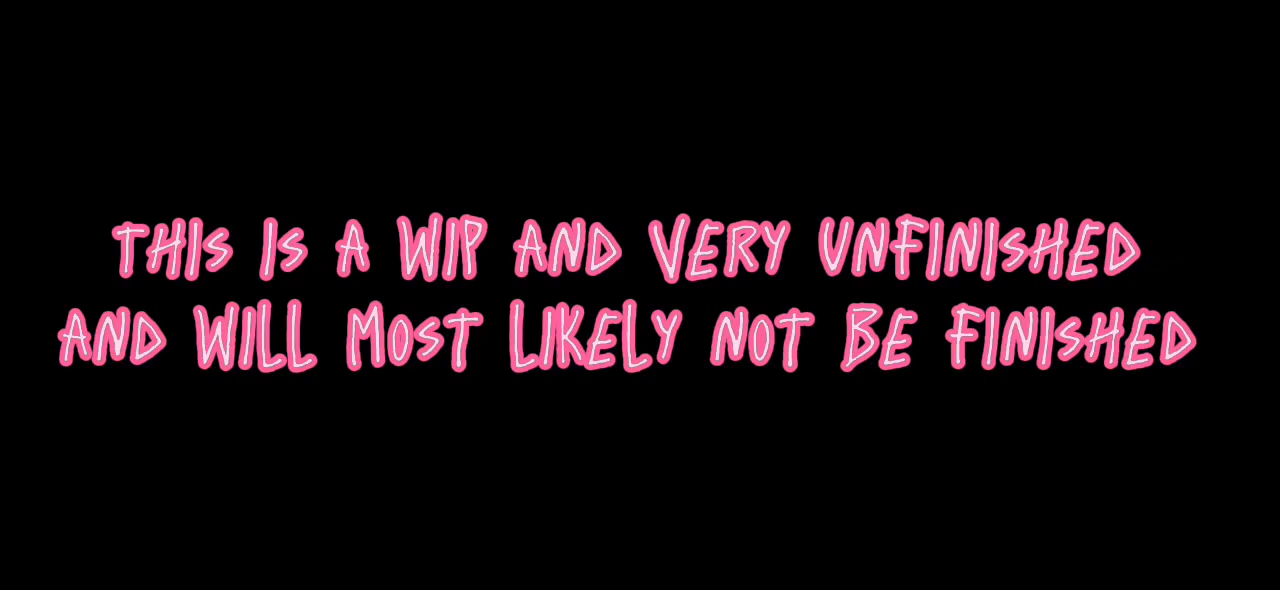 THIS IS A WIP AND VERY UNFINISHED
AND WILL MOST LIKELY NOT BE FINISHED